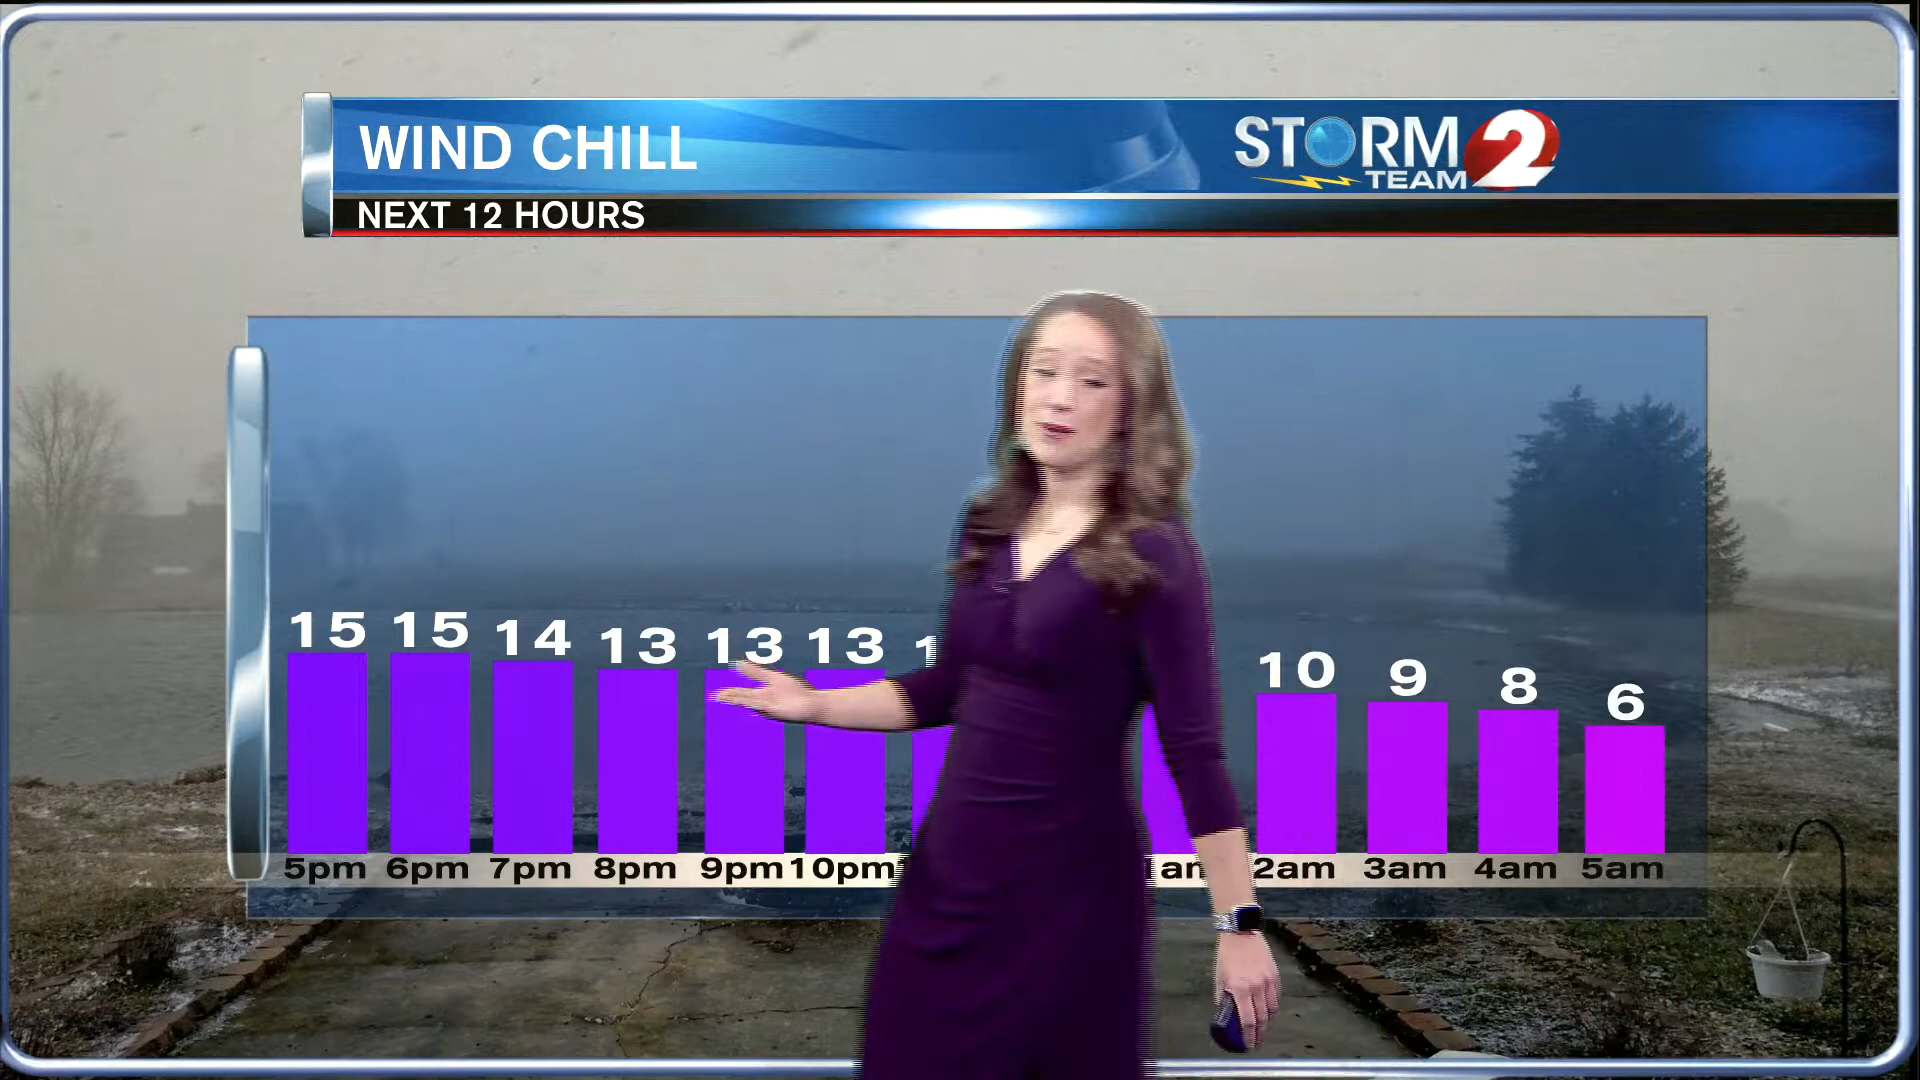 WIND CHILL
STORM
TEAM 2
NEXT 12 HOURS
15 15 14 13 13 13 10 9 8 6
5pm 6pm 7pm 8pm 9pm 10pm 2am 3am 4am 5am